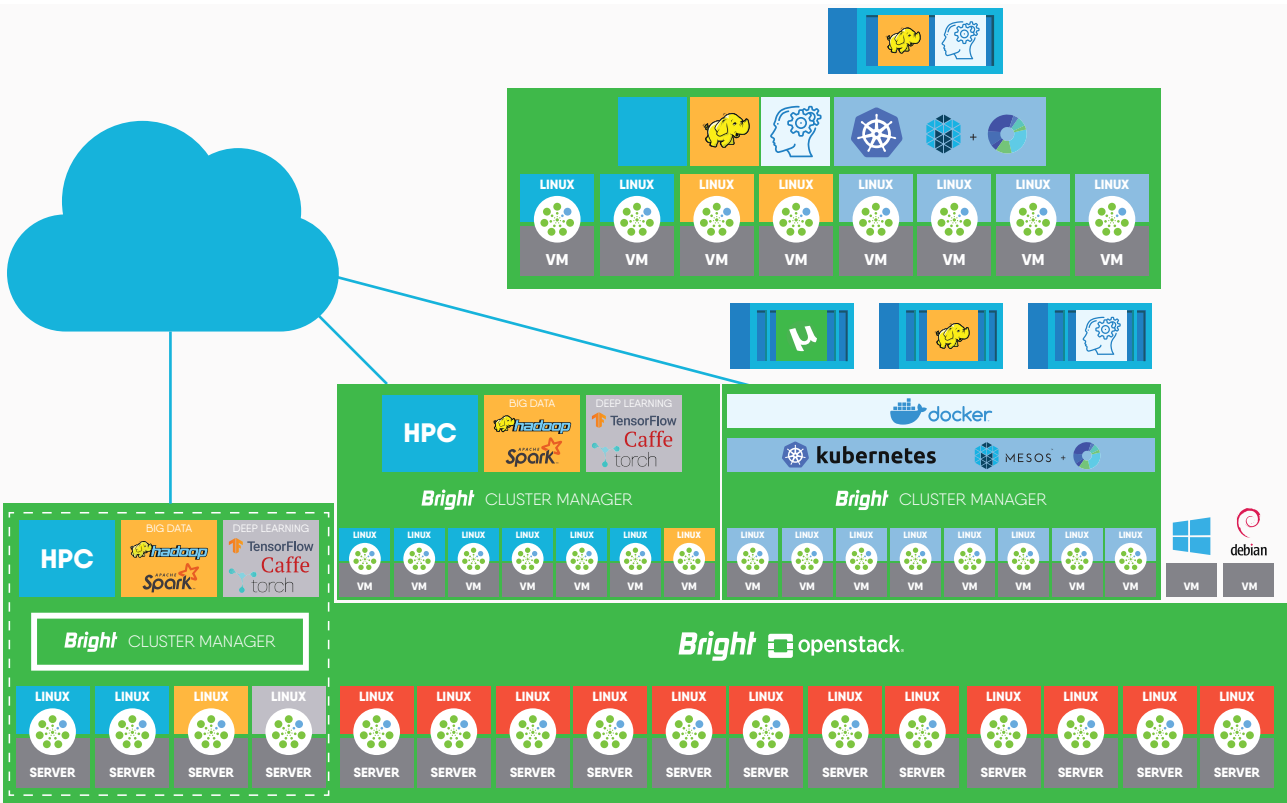 LINUX LINUX LINUX LINUX LINUX LINUX LINUX LINUX
VM VM VM VM VM VM VM VM
µ
BIG DATA DEEP LEARNING
HPC hadoop TensorFlow
Caffe
APACHE Spark torch
Bright CLUSTER MANAGER
LINUX LINUX LINUX LINUX LINUX LINUX LINUX
VM VM VM VM VM VM VM
docker
kubernetes MESOS +
Bright CLUSTER MANAGER
LINUX LINUX LINUX LINUX LINUX LINUX LINUX LINUX
VM VM VM VM VM VM VM VM
debian
VM VM
BIG DATA DEEP LEARNING
HPC hadoop TensorFlow
Caffe
APACHE Spark torch
Bright CLUSTER MANAGER
Bright openstack.
LINUX LINUX LINUX LINUX LINUX LINUX LINUX LINUX LINUX LINUX LINUX LINUX LINUX LINUX LINUX LINUX
SERVER SERVER SERVER SERVER SERVER SERVER SERVER SERVER SERVER SERVER SERVER SERVER SERVER SERVER SERVER SERVER